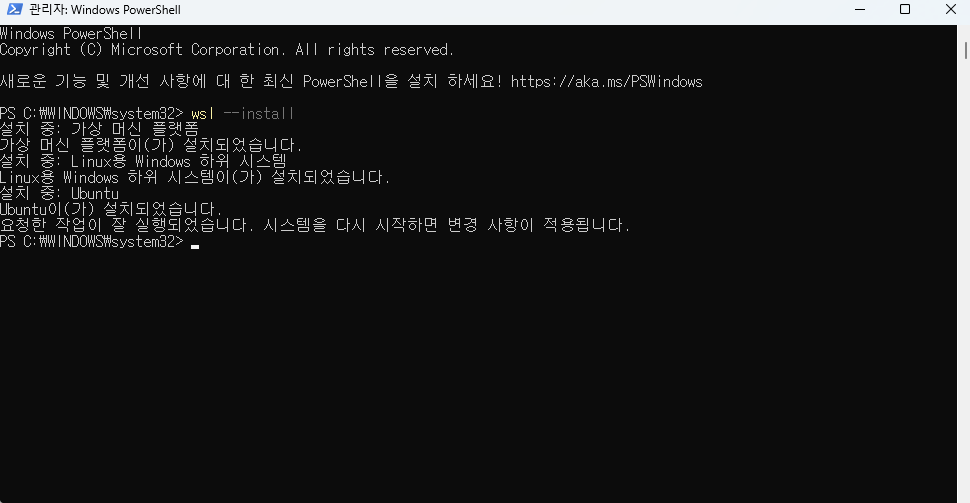 관리자: Windows PowerShell
Windows PowerShell
Copyright (C) Microsoft Corporation. All rights reserved.
새로운 기능 및 개선 사항에 대 한 최신 PowerShell을 설치 하세요! https://aka.ms/PSWindows
PS C:₩WINDOWS₩system32> wsl --install
설치 중: 가상 머신 플랫폼
가상 머신 플랫폼이(가) 설치되었습니다.
설치 중: Linux용 Windows 하위 시스템
Linux용 Windows 하위 시스템이(가) 설치되었습니다.
설치 중: Ubuntu
Ubuntu이(가) 설치되었습니다.
요청한 작업이 잘 실행되었습니다. 시스템을 다시 시작하면 변경 사항이 적용됩니다.
PS C:₩WINDOWS₩system32>